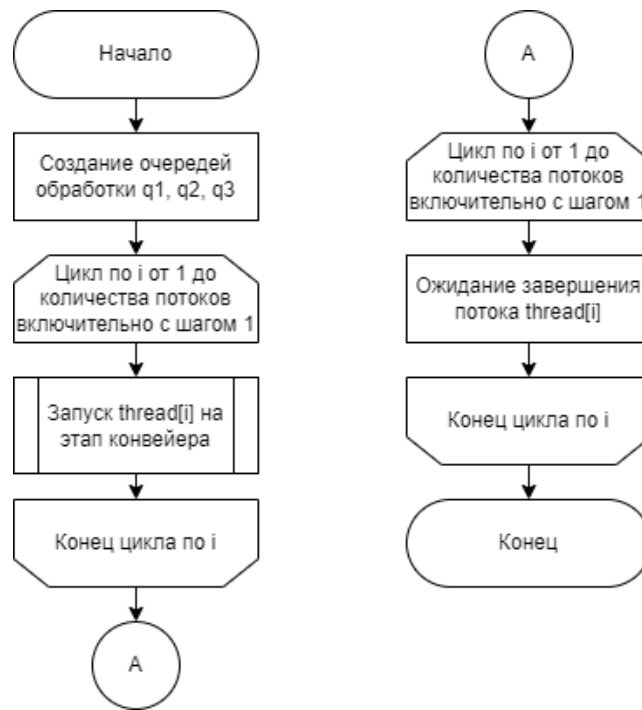 Начало
Создание очередей
обработки q1, q2, q3
Цикл по i от 1 до
количества потоков
включительно с шагом 1
Запуск thread[i] на
этап конвейера
Конец цикла по i
А
А
Цикл по i от 1 до
количества потоков
включительно с шагом 1
Ожидание завершения
потока thread[i]
Конец цикла по i
Конец